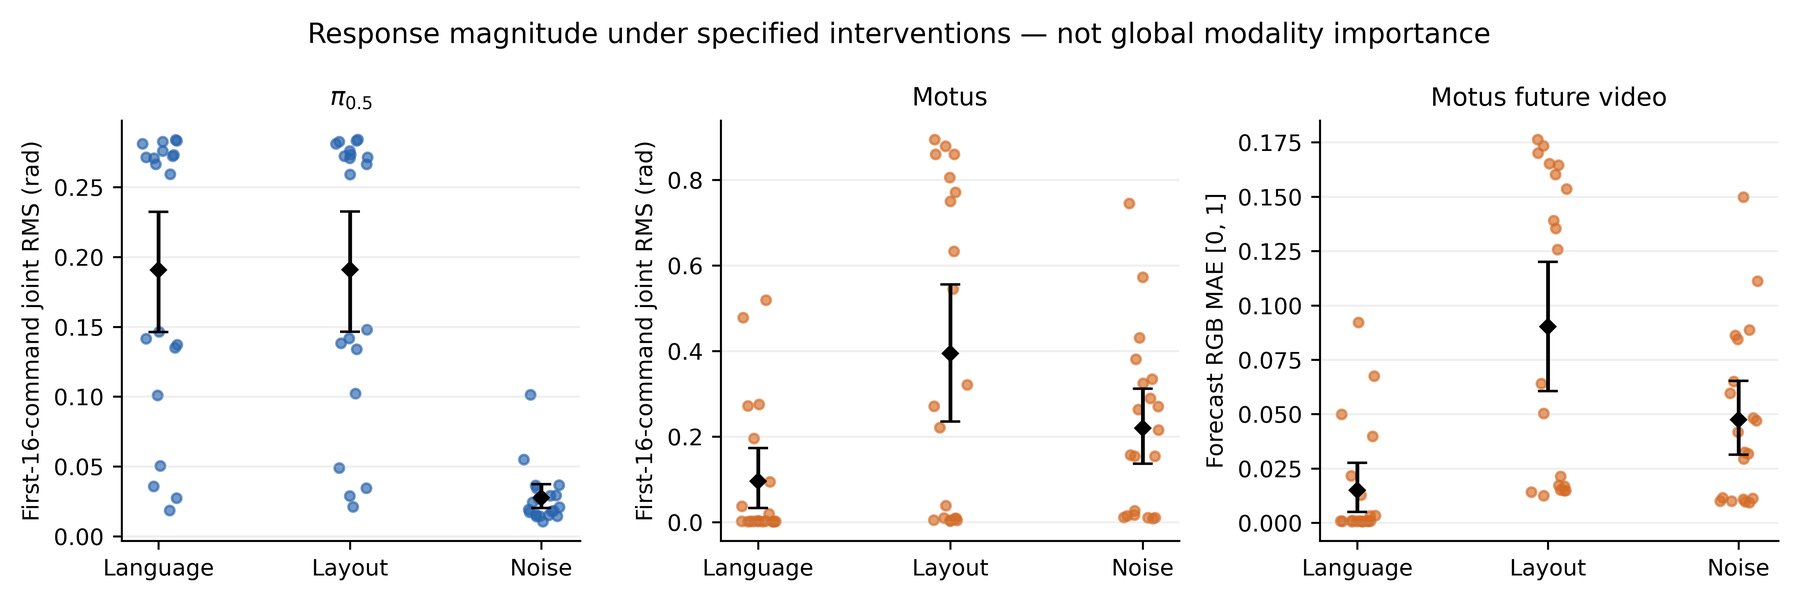 Response magnitude under specified interventions — not global modality importance
π0.5
First-16-command joint RMS (rad)
0.25
0.20
0.15
0.10
0.05
0.00
Language Layout Noise
Motus
First-16-command joint RMS (rad)
0.8
0.6
0.4
0.2
0.0
Language Layout Noise
Motus future video
Forecast RGB MAE [0, 1]
0.175
0.150
0.125
0.100
0.075
0.050
0.025
0.000
Language Layout Noise